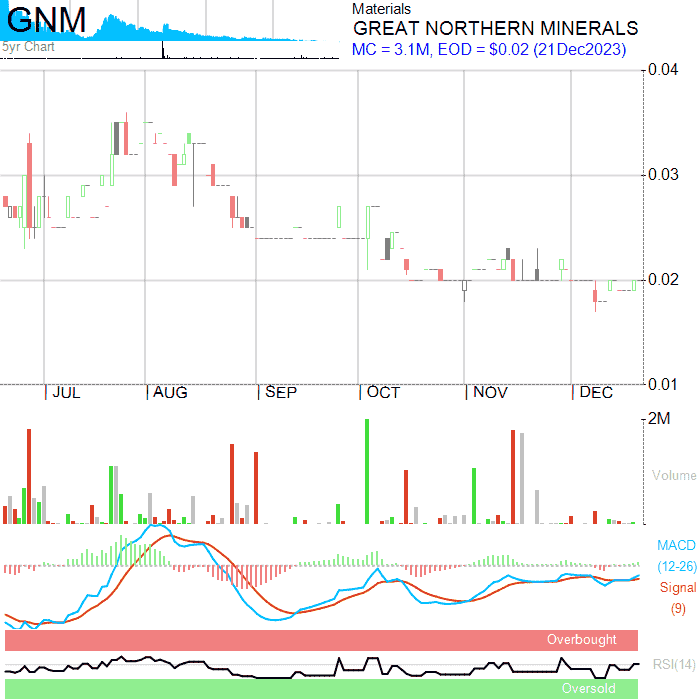 GNM
5yr Chart
Materials
GREAT NORTHERN MINERALS
MC = 3.1M, EOD = $0.02 (21Dec2023)
0.04
0.03
0.02
0.01
JUL AUG SEP OCT NOV DEC
2M
Volume
MACD
(12-26)
Signal
(9)
Overbought
RSI(14)
Oversold